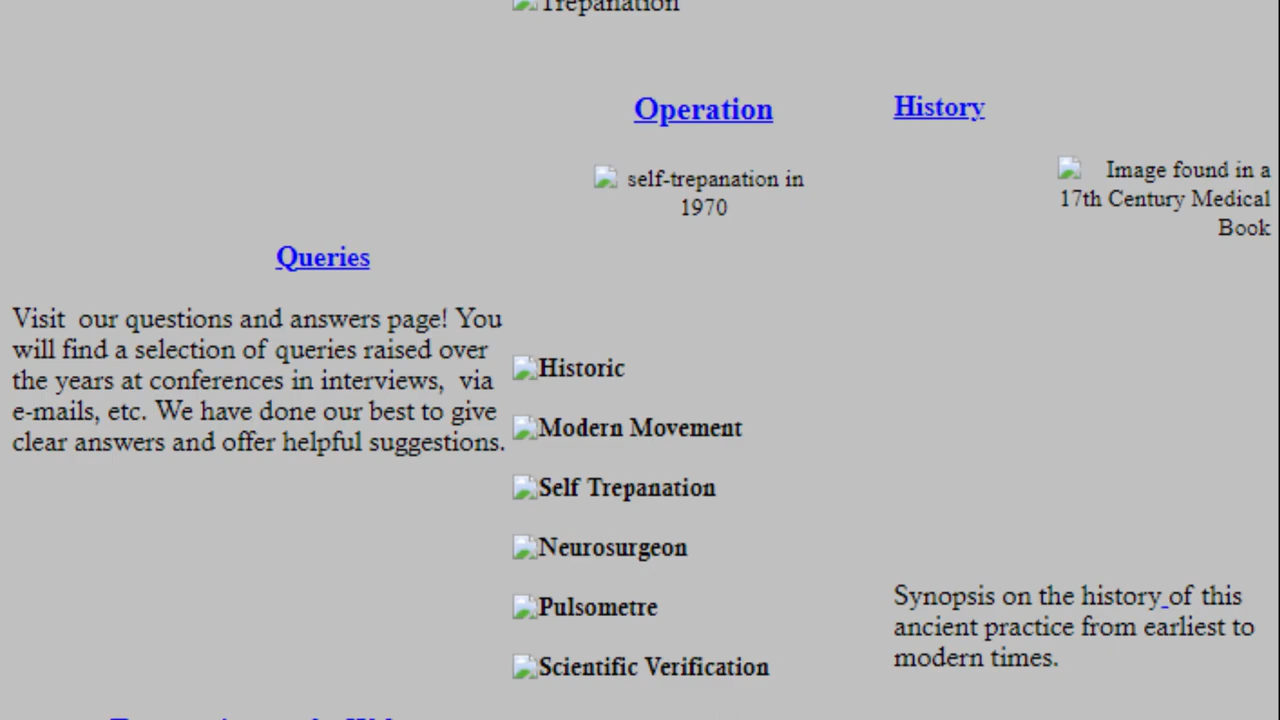 Trepanation
Operation
History
self-trepanation in
1970
Image found in a
17th Century Medical
Book
Queries
Visit  our questions and answers page! You
will find a selection of queries raised over
the years at conferences in interviews,  via
e-mails, etc. We have done our best to give
clear answers and offer helpful suggestions.
Historic
Modern Movement
Self Trepanation
Neurosurgeon
Pulsometre
Scientific Verification
Synopsis on the history of this
ancient practice from earliest to
modern times.